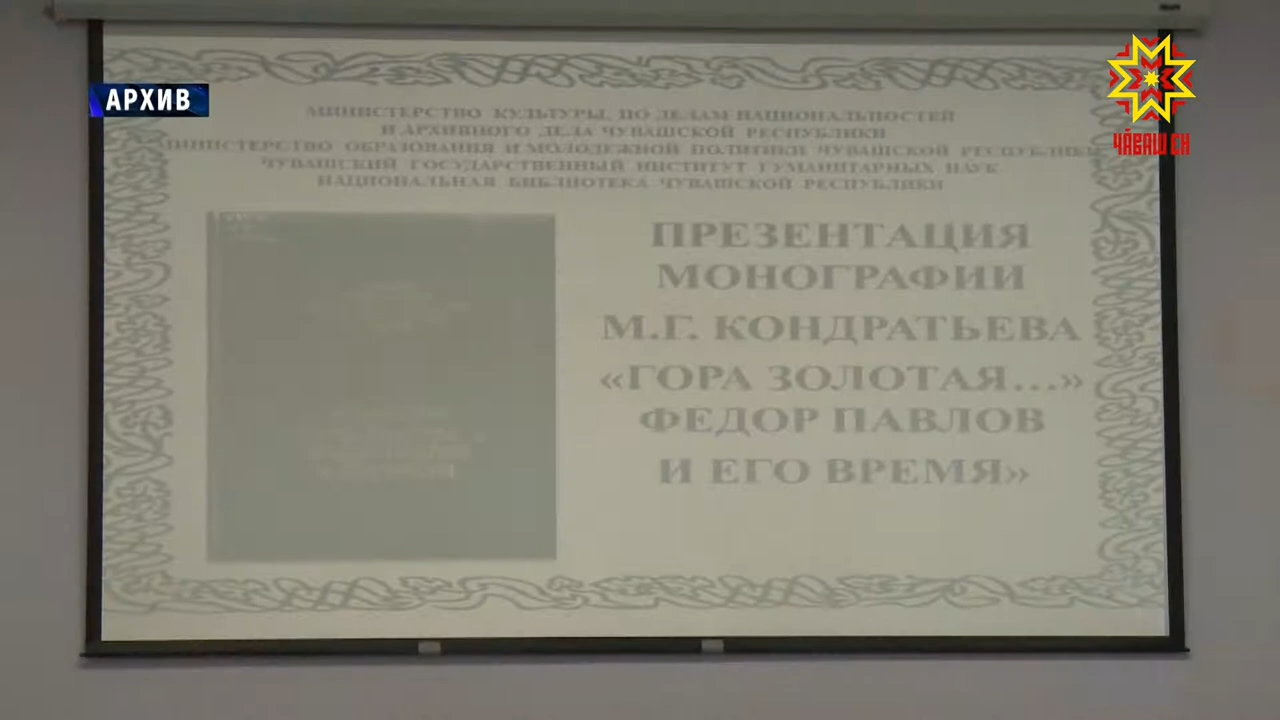 АРХИВ
ЧӐВАШ ЕН
МИНИСТЕРСТВО КУЛЬТУРЫ, ПО ДЕЛАМ НАЦИОНАЛЬНОСТЕЙ
И АРХИВНОГО ДЕЛА ЧУВАШСКОЙ РЕСПУБЛИКИ
МИНИСТЕРСТВО ОБРАЗОВАНИЯ И МОЛОДЕЖНОЙ ПОЛИТИКИ ЧУВАШСКОЙ РЕСПУБЛИКИ
ЧУВАШСКИЙ ГОСУДАРСТВЕННЫЙ ИНСТИТУТ ГУМАНИТАРНЫХ НАУК
НАЦИОНАЛЬНАЯ БИБЛИОТЕКА ЧУВАШСКОЙ РЕСПУБЛИКИ
ПРЕЗЕНТАЦИЯ
МОНОГРАФИИ
М.Г. КОНДРАТЬЕВА
«ГОРА ЗОЛОТАЯ...»
ФЕДОР ПАВЛОВ
И ЕГО ВРЕМЯ»